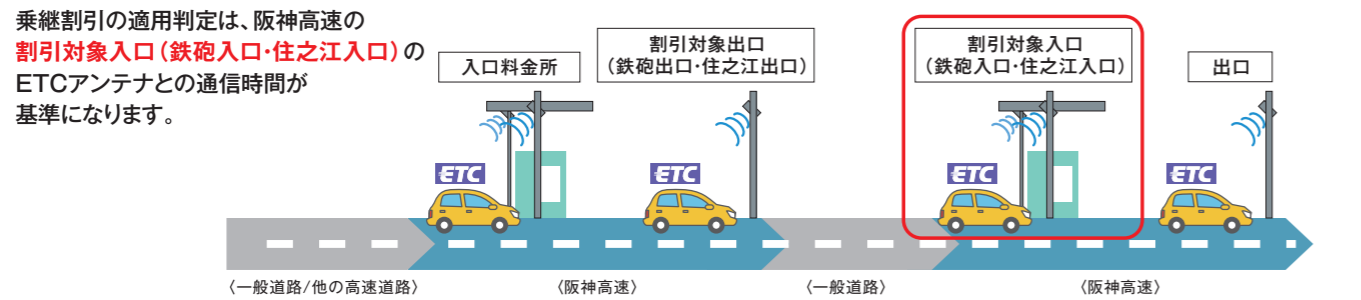 乗継割引の適用判定は、阪神高速の
割引対象入口(鉄砲入口・住之江入口)の
ETCアンテナとの通信時間が
基準になります。
入口料金所
割引対象出口
(鉄砲出口・住之江出口)
割引対象入口
(鉄砲入口・住之江入口)
出口
ETC
ETC
ETC
ETC
〈一般道路/他の高速道路〉
〈阪神高速〉
〈一般道路〉
〈阪神高速〉